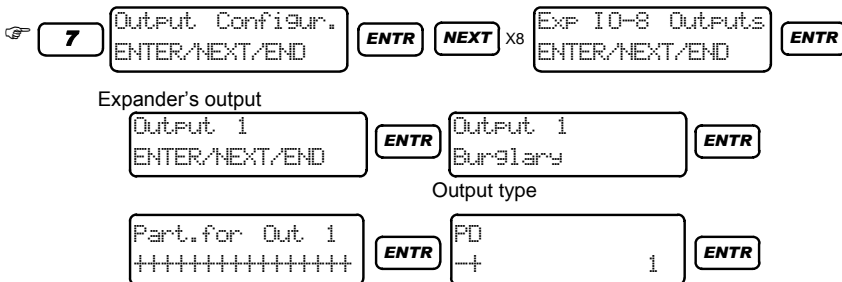 ☞ 7 Output Configur. ENTR NEXT X8 Exp IO-8 Outputs ENTR
ENTER/NEXT/END ENTER/NEXT/END
Expander's output
Output 1 ENTR Output 1 ENTR
ENTER/NEXT/END Burglary
Output type
Part.for Out 1 ENTR PD ENTR
++++++++++++++++ -+ 1